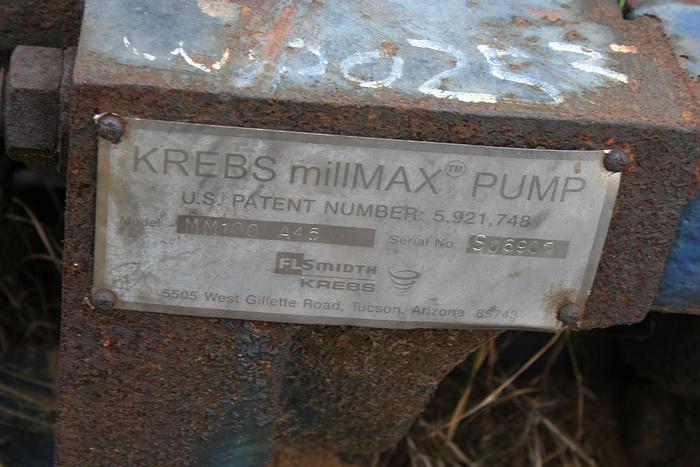 KREBS millMAX™ PUMP
U.S. PATENT NUMBER: 5,921,748
Model MM100 A45 Serial No.
FLSMIDTH
KREBS
5505 West Gillette Road, Tucson, Arizona 85743